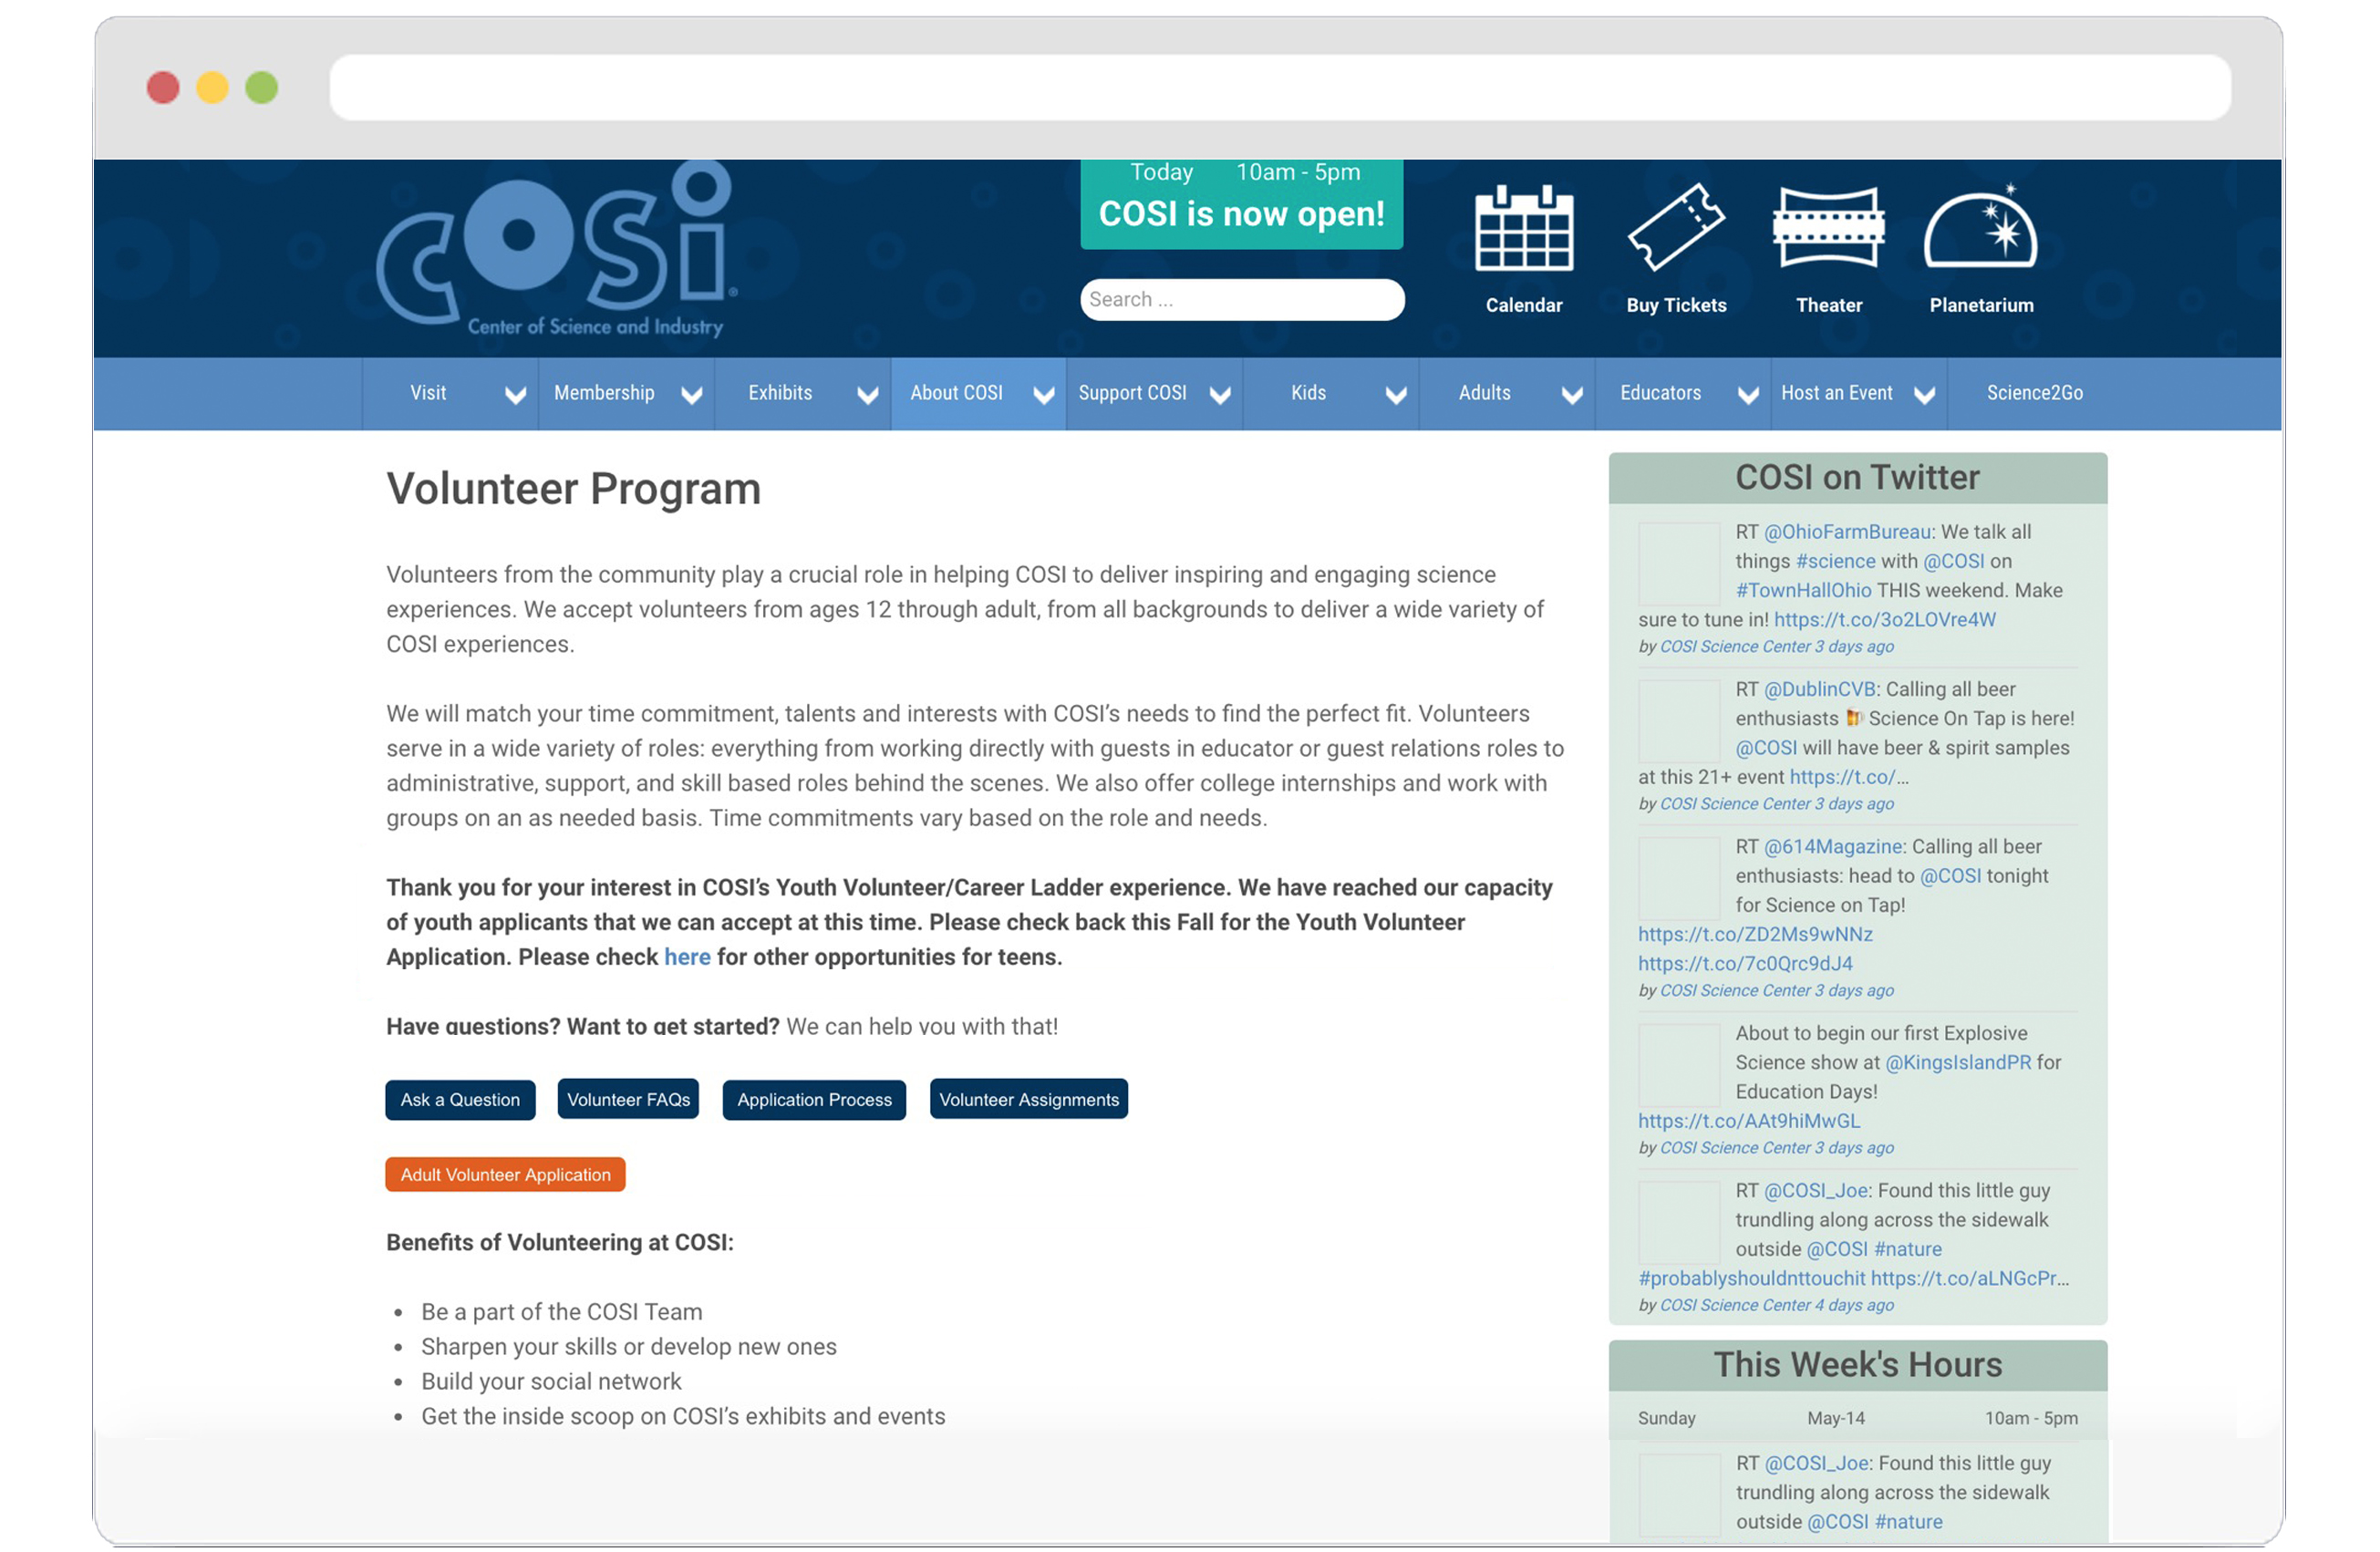 cosi
Center of Science and Industry
Today 10am - 5pm
COSI is now open!
Search ...
Calendar
Buy Tickets
Theater
Planetarium
Visit
Membership
Exhibits
About COSI
Support COSI
Kids
Adults
Educators
Host an Event
Science2Go
Volunteer Program
Volunteers from the community play a crucial role in helping COSI to deliver inspiring and engaging science
experiences. We accept volunteers from ages 12 through adult, from all backgrounds to deliver a wide variety of
COSI experiences.
We will match your time commitment, talents and interests with COSI’s needs to find the perfect fit. Volunteers
serve in a wide variety of roles: everything from working directly with guests in educator or guest relations roles to
administrative, support, and skill based roles behind the scenes. We also offer college internships and work with
groups on an as needed basis. Time commitments vary based on the role and needs.
Thank you for your interest in COSI’s Youth Volunteer/Career Ladder experience. We have reached our capacity
of youth applicants that we can accept at this time. Please check back this Fall for the Youth Volunteer
Application. Please check here for other opportunities for teens.
Have questions? Want to get started? We can help you with that!
Ask a Question
Volunteer FAQs
Application Process
Volunteer Assignments
Adult Volunteer Application
Benefits of Volunteering at COSI:
• Be a part of the COSI Team
• Sharpen your skills or develop new ones
• Build your social network
• Get the inside scoop on COSI’s exhibits and events
COSI on Twitter
RT @OhioFarmBureau: We talk all
things #science with @COSI on
#TownHallOhio THIS weekend. Make
sure to tune in! https://t.co/3o2LOVre4W
by COSI Science Center 3 days ago
RT @DublinCVB: Calling all beer
enthusiasts 🍺 Science On Tap is here!
@COSI will have beer & spirit samples
at this 21+ event https://t.co/…
by COSI Science Center 3 days ago
RT @614Magazine: Calling all beer
enthusiasts: head to @COSI tonight
for Science on Tap!
https://t.co/ZD2Ms9wNNz
https://t.co/7c0Qrc9dJ4
by COSI Science Center 3 days ago
About to begin our first Explosive
Science show at @KingsIslandPR for
Education Days!
https://t.co/AAt9hiMwGL
by COSI Science Center 3 days ago
RT @COSI_Joe: Found this little guy
trundling along across the sidewalk
outside @COSI #nature
#probablyshouldnttouchit https://t.co/aLNGcPr…
by COSI Science Center 4 days ago
This Week's Hours
Sunday May-14 10am - 5pm
RT @COSI_Joe: Found this little guy
trundling along across the sidewalk
outside @COSI #nature